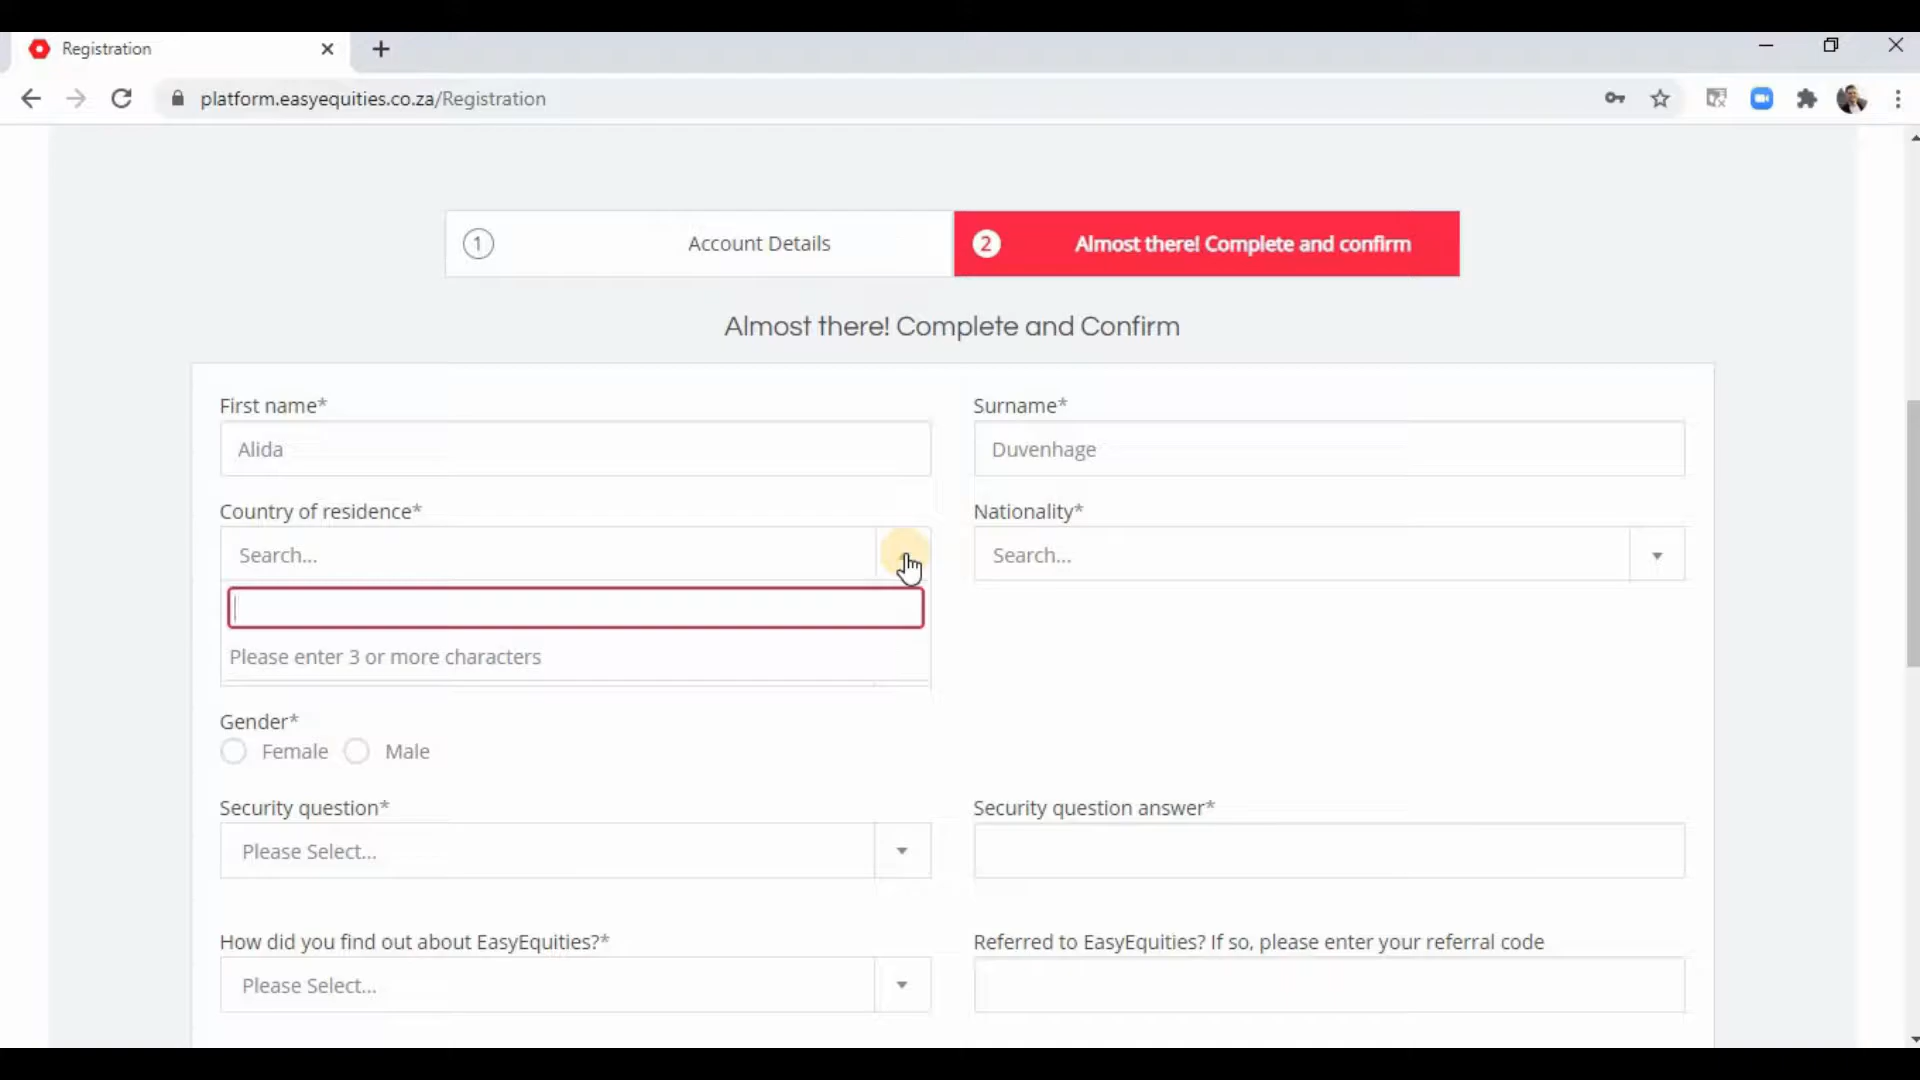 Registration
platform.easyequities.co.za/Registration
1 Account Details
2 Almost there! Complete and confirm
Almost there! Complete and Confirm
First name* Surname*
Alida Duvenhage
Country of residence* Nationality*
Search... Search...
Please enter 3 or more characters
Gender*
Female Male
Security question* Security question answer*
Please Select...
How did you find out about EasyEquities?* Referred to EasyEquities? If so, please enter your referral code
Please Select...